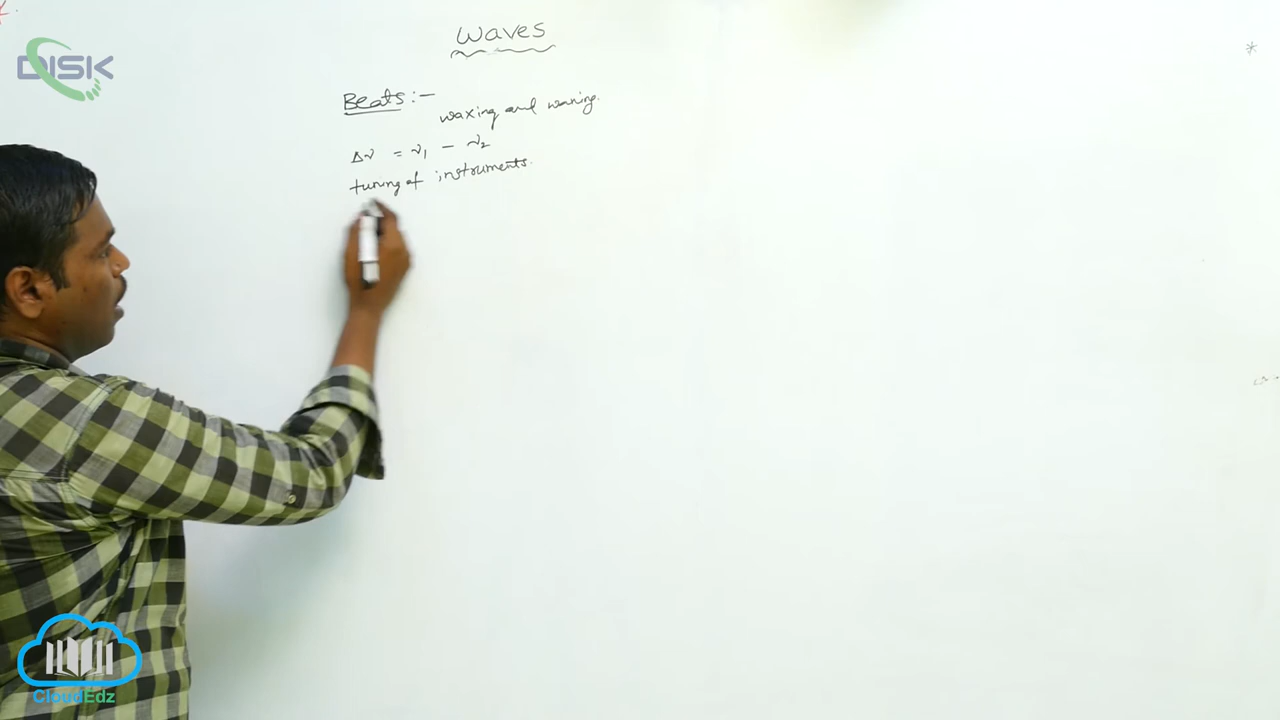 Waves
DISK
Beats:-
waxing and waning.
Δν = ν₁ - ν₂
tuning of instruments.
CloudEdz